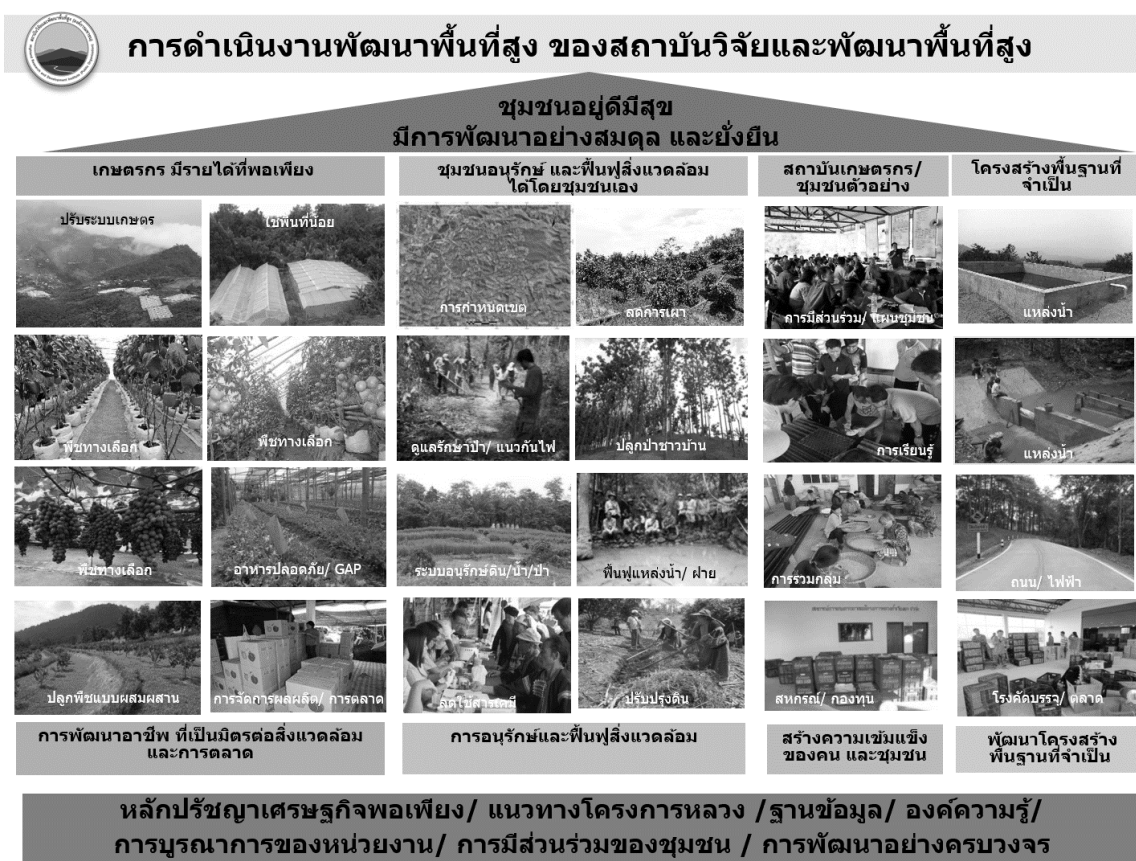 การดำเนินงานพัฒนาพื้นที่สูง ของสถาบันวิจัยและพัฒนาพื้นที่สูง
ชุมชนอยู่ดีมีสุข
มีการพัฒนาอย่างสมดุล และยั่งยืน
เกษตรกร มีรายได้ที่พอเพียง
ชุมชนอนุรักษ์ และฟื้นฟูสิ่งแวดล้อม
ได้โดยชุมชนเอง
สถาบันเกษตรกร/
ชุมชนตัวอย่าง
โครงสร้างพื้นฐานที่
จำเป็น
ปรับระบบเกษตร
ใช้พื้นที่น้อย
การกำหนดเขต
ลดการเผา
การมีส่วนร่วม/ แผนชุมชน
แหล่งน้ำ
พืชทางเลือก
พืชทางเลือก
ดูแลรักษาป่า/ แนวกันไฟ
ปลูกป่าชาวบ้าน
การเรียนรู้
แหล่งน้ำ
พืชทางเลือก
อาหารปลอดภัย/ GAP
ระบบอนุรักษ์ดิน/น้ำ/ป่า
ฟื้นฟูแหล่งน้ำ/ ฝาย
การรวมกลุ่ม
ถนน/ ไฟฟ้า
ปลูกพืชแบบผสมผสาน
การจัดการผลผลิต/ การตลาด
ลดใช้สารเคมี
ปรับปรุงดิน
สหกรณ์/ กองทุน
โรงคัดบรรจุ/ ตลาด
การพัฒนาอาชีพ ที่เป็นมิตรต่อสิ่งแวดล้อม
และการตลาด
การอนุรักษ์และฟื้นฟูสิ่งแวดล้อม
สร้างความเข้มแข็ง
ของคน และชุมชน
พัฒนาโครงสร้าง
พื้นฐานที่จำเป็น
หลักปรัชญาเศรษฐกิจพอเพียง/ แนวทางโครงการหลวง /ฐานข้อมูล/ องค์ความรู้/
การบูรณาการของหน่วยงาน/ การมีส่วนร่วมของชุมชน / การพัฒนาอย่างครบวงจร